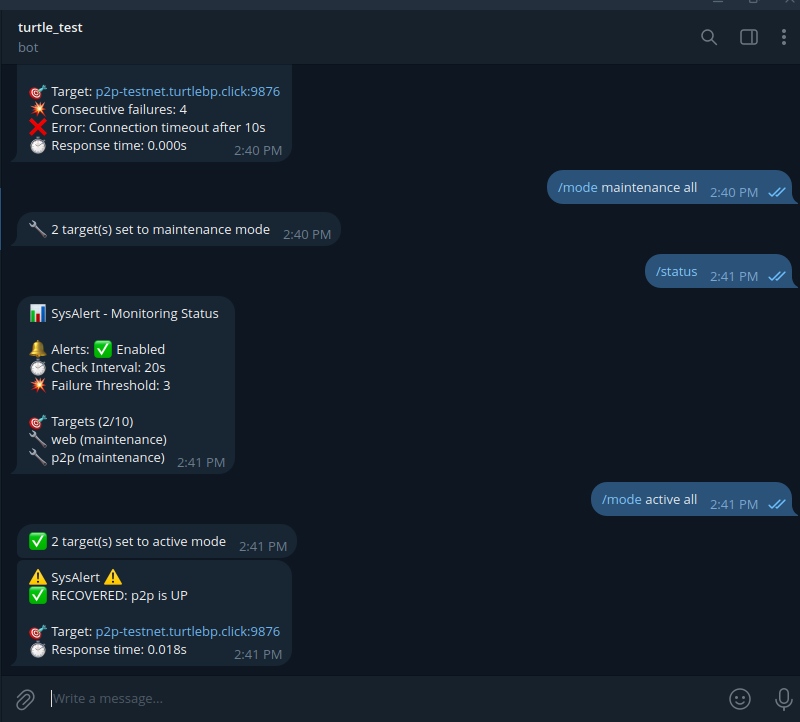 turtle_test
bot
🎯 Target: p2p-testnet.turtlebp.click:9876
💥 Consecutive failures: 4
❌ Error: Connection timeout after 10s
⏱ Response time: 0.000s
2:40 PM
/mode maintenance all
2:40 PM
🔧 2 target(s) set to maintenance mode
2:40 PM
/status
2:41 PM
📊 SysAlert - Monitoring Status
🔔 Alerts: ✅ Enabled
⏱ Check Interval: 20s
💥 Failure Threshold: 3
🎯 Targets (2/10)
🔧 web (maintenance)
🔧 p2p (maintenance)
2:41 PM
/mode active all
2:41 PM
✅ 2 target(s) set to active mode
2:41 PM
⚠️ SysAlert ⚠️
✅ RECOVERED: p2p is UP
🎯 Target: p2p-testnet.turtlebp.click:9876
⏱ Response time: 0.018s
2:41 PM
Write a message...